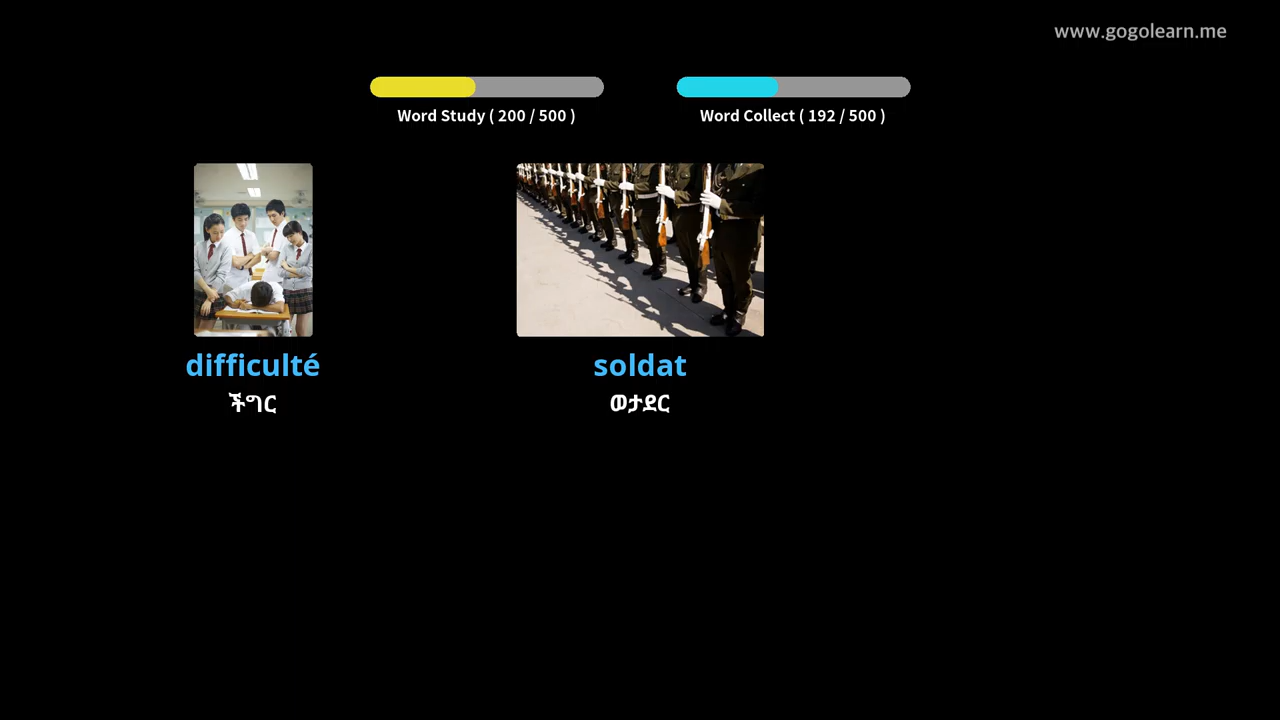 www.gogolearn.me
Word Study ( 200 / 500 )
Word Collect ( 192 / 500 )
difficulté
soldat
ችግር
ወታደር